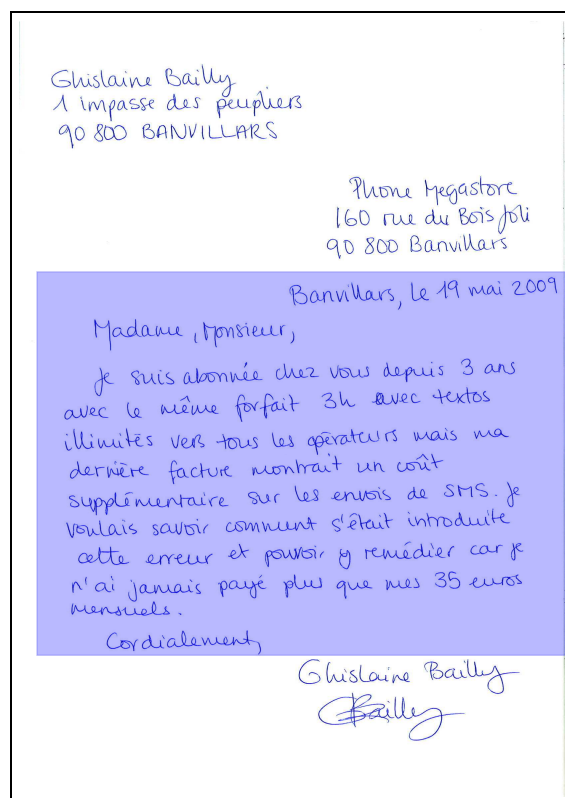 Ghislaine Bailly
1 impasse des peupliers
90 800 BANVILLARS
Phone Megastore
160 rue du Bois Joli
90 800 Banvillars
Banvillars, le 19 mai 2009
Madame, Monsieur,
Je suis abonnée chez vous depuis 3 ans
avec le même forfait 3h avec textos
illimités vers tous les opérateurs mais ma
dernière facture montrait un coût
supplémentaire sur les envois de SMS. Je
voulais savoir comment s'était introduite
cette erreur et pouvoir y remédier car je
n'ai jamais payé plus que mes 35 euros
mensuels.
Cordialement,
Ghislaine Bailly
GBailly